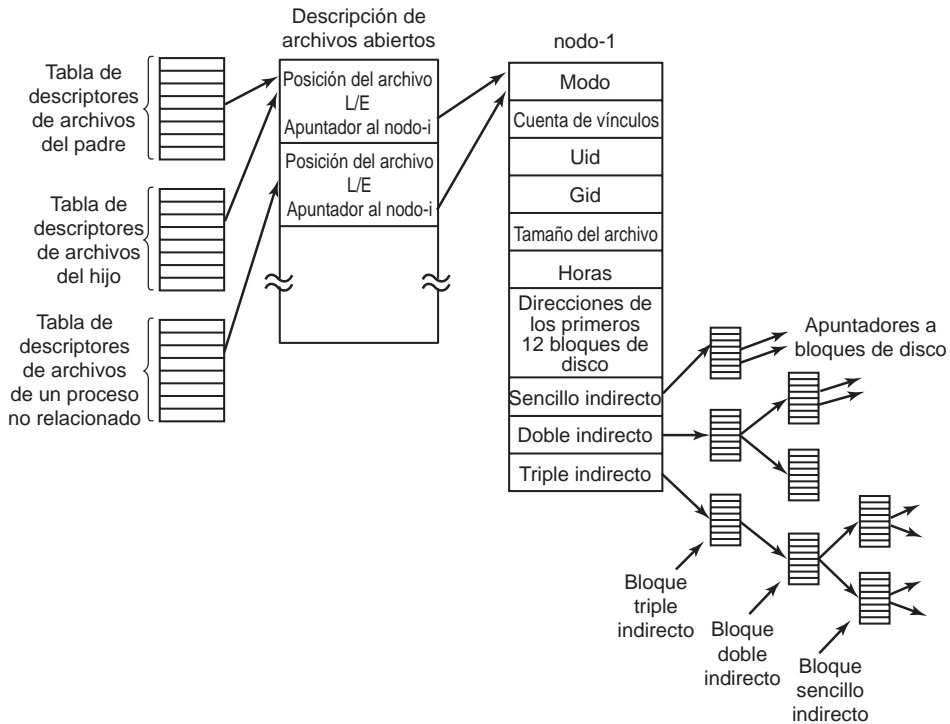 Descripción de
archivos abiertos
nodo-1
Tabla de
descriptores
de archivos
del padre
Posición del archivo
L/E
Apuntador al nodo-i
Posición del archivo
L/E
Apuntador al nodo-i
Tabla de
descriptores
de archivos
del hijo
Tabla de
descriptores
de archivos
de un proceso
no relacionado
Modo
Cuenta de vínculos
Uid
Gid
Tamaño del archivo
Horas
Direcciones de
los primeros
12 bloques de
disco
Sencillo indirecto
Doble indirecto
Triple indirecto
Apuntadores a
bloques de disco
Bloque
triple
indirecto
Bloque
doble
indirecto
Bloque
sencillo
indirecto